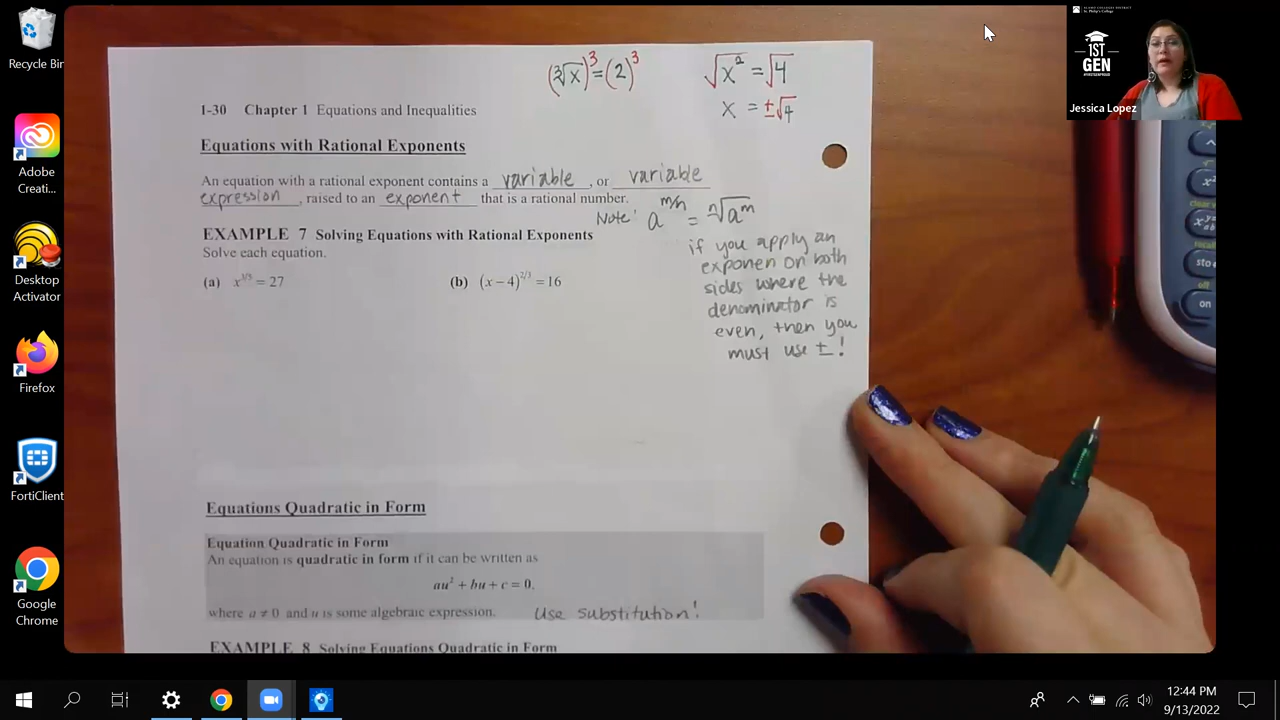 Recycle Bin
Adobe
Creati...
Desktop
Activator
Firefox
FortiClient
Google
Chrome
1ST
GEN
Jessica Lopez
(∛x)³ = (2)³
√x² = √4
x = ±√4
1-30 Chapter 1 Equations and Inequalities
Equations with Rational Exponents
An equation with a rational exponent contains a variable, or variable
expression, raised to an exponent that is a rational number.
Note: a^m/n = ⁿ√a^m
if you apply an
exponen on both
sides where the
denominator is
even, then you
must use ±!
EXAMPLE 7 Solving Equations with Rational Exponents
Solve each equation.
(a) x^3/5 = 27
(b) (x − 4)^2/3 = 16
Equations Quadratic in Form
Equation Quadratic in Form
An equation is quadratic in form if it can be written as
au² + bu + c = 0,
where a ≠ 0 and u is some algebraic expression. Use substitution!
EXAMPLE 8 Solving Equations Quadratic in Form
12:44 PM
9/13/2022